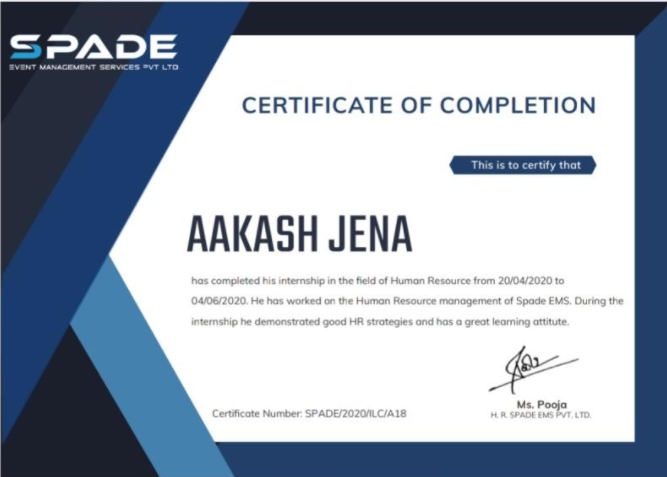 SPADE
EVENT MANAGEMENT SERVICES PVT LTD
CERTIFICATE OF COMPLETION
This is to certify that
AAKASH JENA
has completed his internship in the field of Human Resource from 20/04/2020 to
04/06/2020. He has worked on the Human Resource management of Spade EMS. During the
internship he demonstrated good HR strategies and has a great learning attitute.
Ms. Pooja
Certificate Number: SPADE/2020/ILC/A18
H. R. SPADE EMS PVT. LTD.